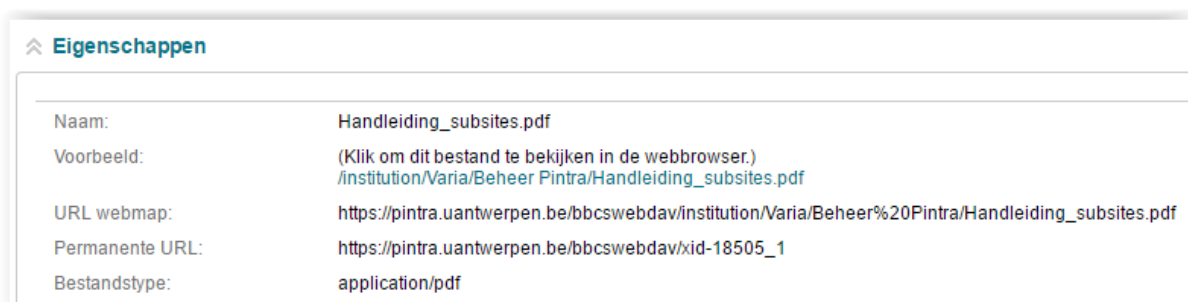 Eigenschappen
Naam: Handleiding_subsites.pdf
Voorbeeld: (Klik om dit bestand te bekijken in de webbrowser.)
/institution/Varia/Beheer Pintra/Handleiding_subsites.pdf
URL webmap: https://pintra.uantwerpen.be/bbcswebdav/institution/Varia/Beheer%20Pintra/Handleiding_subsites.pdf
Permanente URL: https://pintra.uantwerpen.be/bbcswebdav/xid-18505_1
Bestandstype: application/pdf